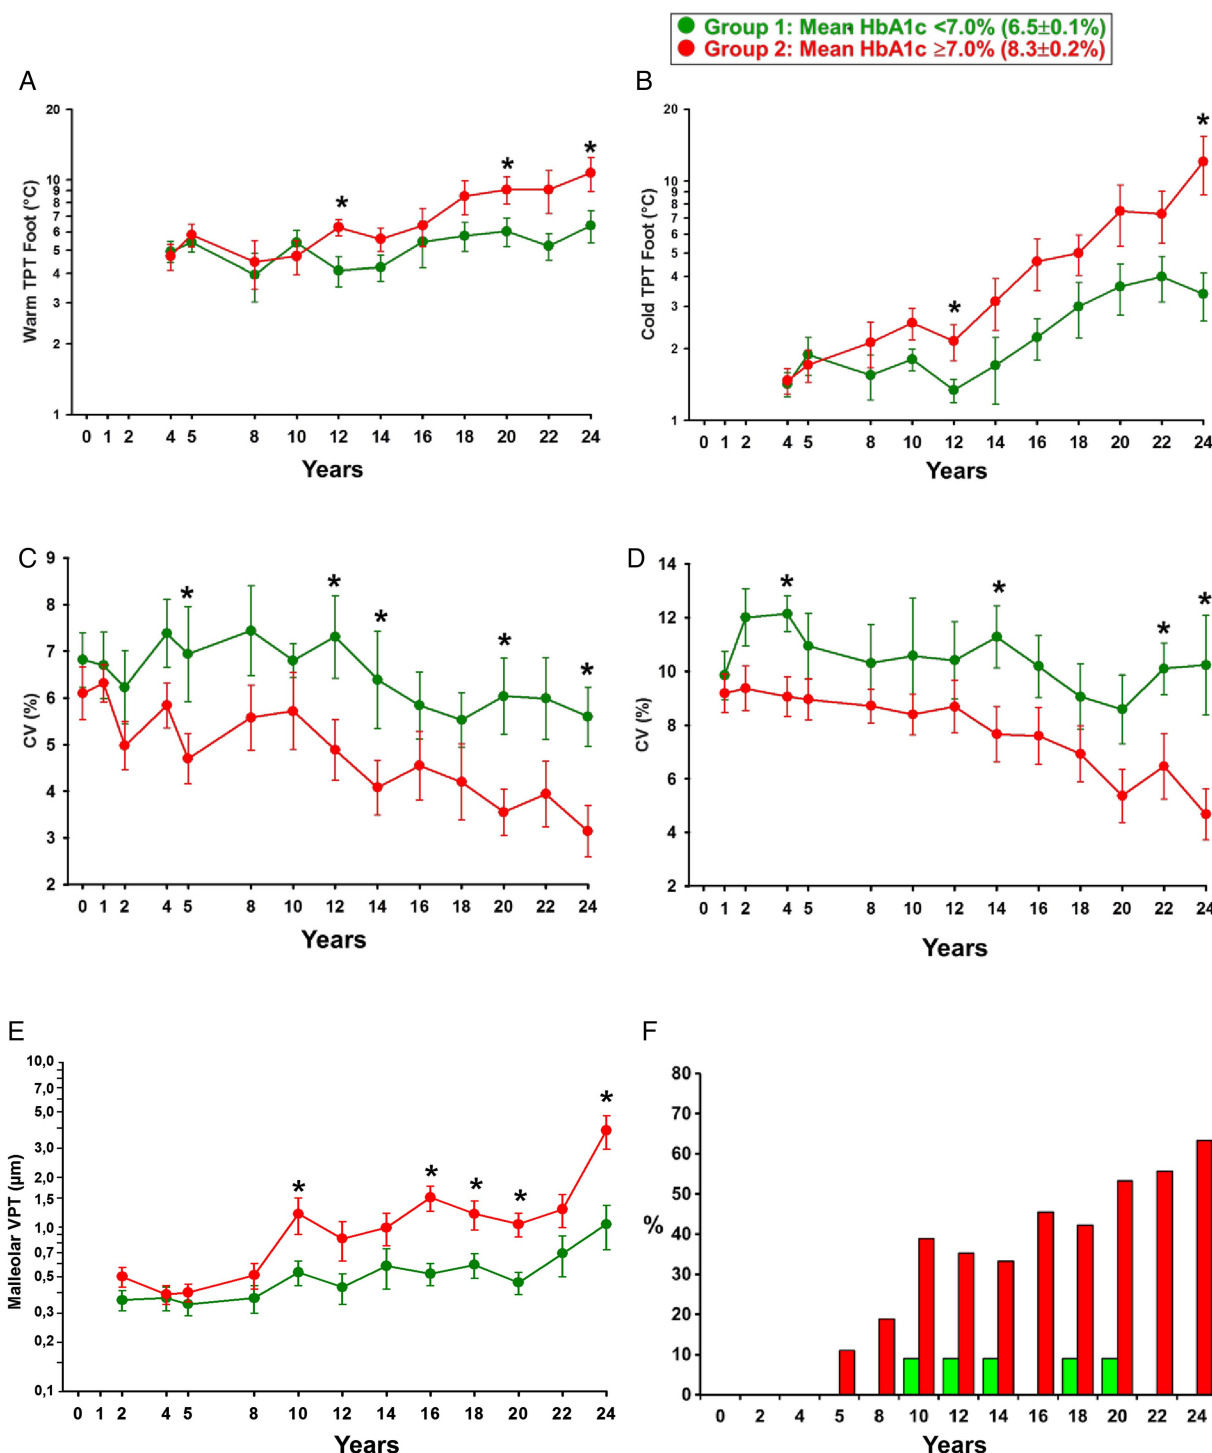 Group 1: Mean HbA1c <7.0% (6.5±0.1%)
Group 2: Mean HbA1c ≥7.0% (8.3±0.2%)
A
20
10
9
8
7
6
5
4
3
2
1
Warm TPT Foot (°C)
* * *
0 1 2 4 5 8 10 12 14 16 18 20 22 24
Years
B
20
10
9
8
7
6
5
4
3
2
1
Cold TPT Foot (°C)
* *
0 1 2 4 5 8 10 12 14 16 18 20 22 24
Years
C
9
8
7
6
5
4
3
2
CV (%)
* * * * *
0 1 2 4 5 8 10 12 14 16 18 20 22 24
Years
D
14
12
10
8
6
4
2
CV (%)
* * * *
0 1 2 4 5 8 10 12 14 16 18 20 22 24
Years
E
10,0
7,0
5,0
3,0
2,0
1,5
1,0
0,7
0,5
0,3
0,2
0,1
Malleolar VPT (µm)
* * * * *
0 1 2 4 5 8 10 12 14 16 18 20 22 24
Years
F
80
70
60
50
40
30
20
10
0
%
0 2 4 5 8 10 12 14 16 18 20 22 24
Years